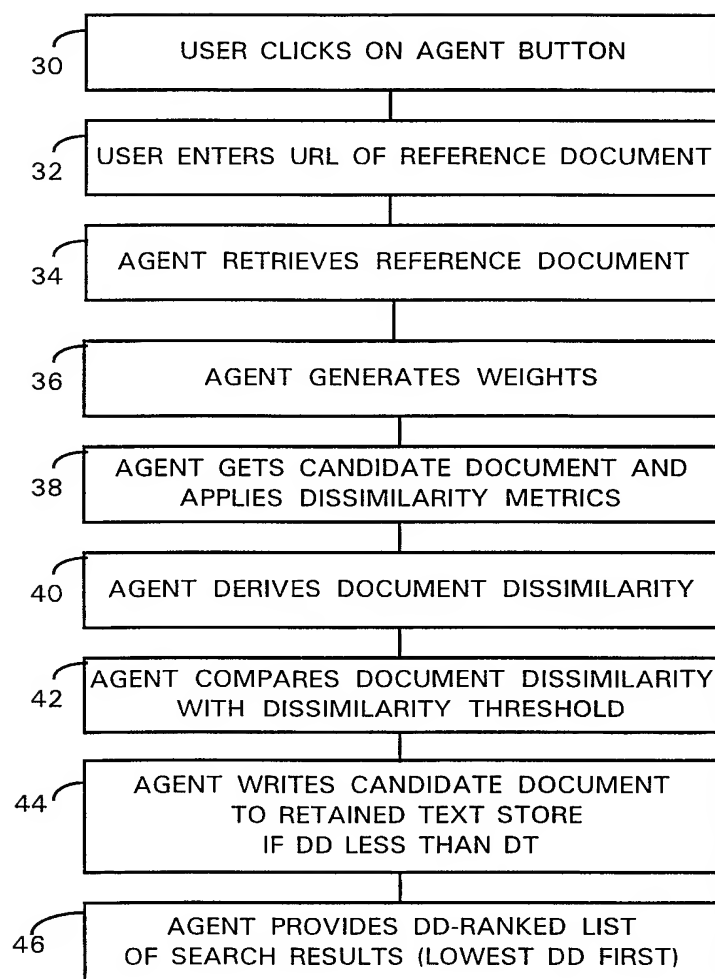 30 USER CLICKS ON AGENT BUTTON
32 USER ENTERS URL OF REFERENCE DOCUMENT
34 AGENT RETRIEVES REFERENCE DOCUMENT
36 AGENT GENERATES WEIGHTS
38 AGENT GETS CANDIDATE DOCUMENT AND
APPLIES DISSIMILARITY METRICS
40 AGENT DERIVES DOCUMENT DISSIMILARITY
42 AGENT COMPARES DOCUMENT DISSIMILARITY
WITH DISSIMILARITY THRESHOLD
44 AGENT WRITES CANDIDATE DOCUMENT
TO RETAINED TEXT STORE
IF DD LESS THAN DT
46 AGENT PROVIDES DD-RANKED LIST
OF SEARCH RESULTS (LOWEST DD FIRST)